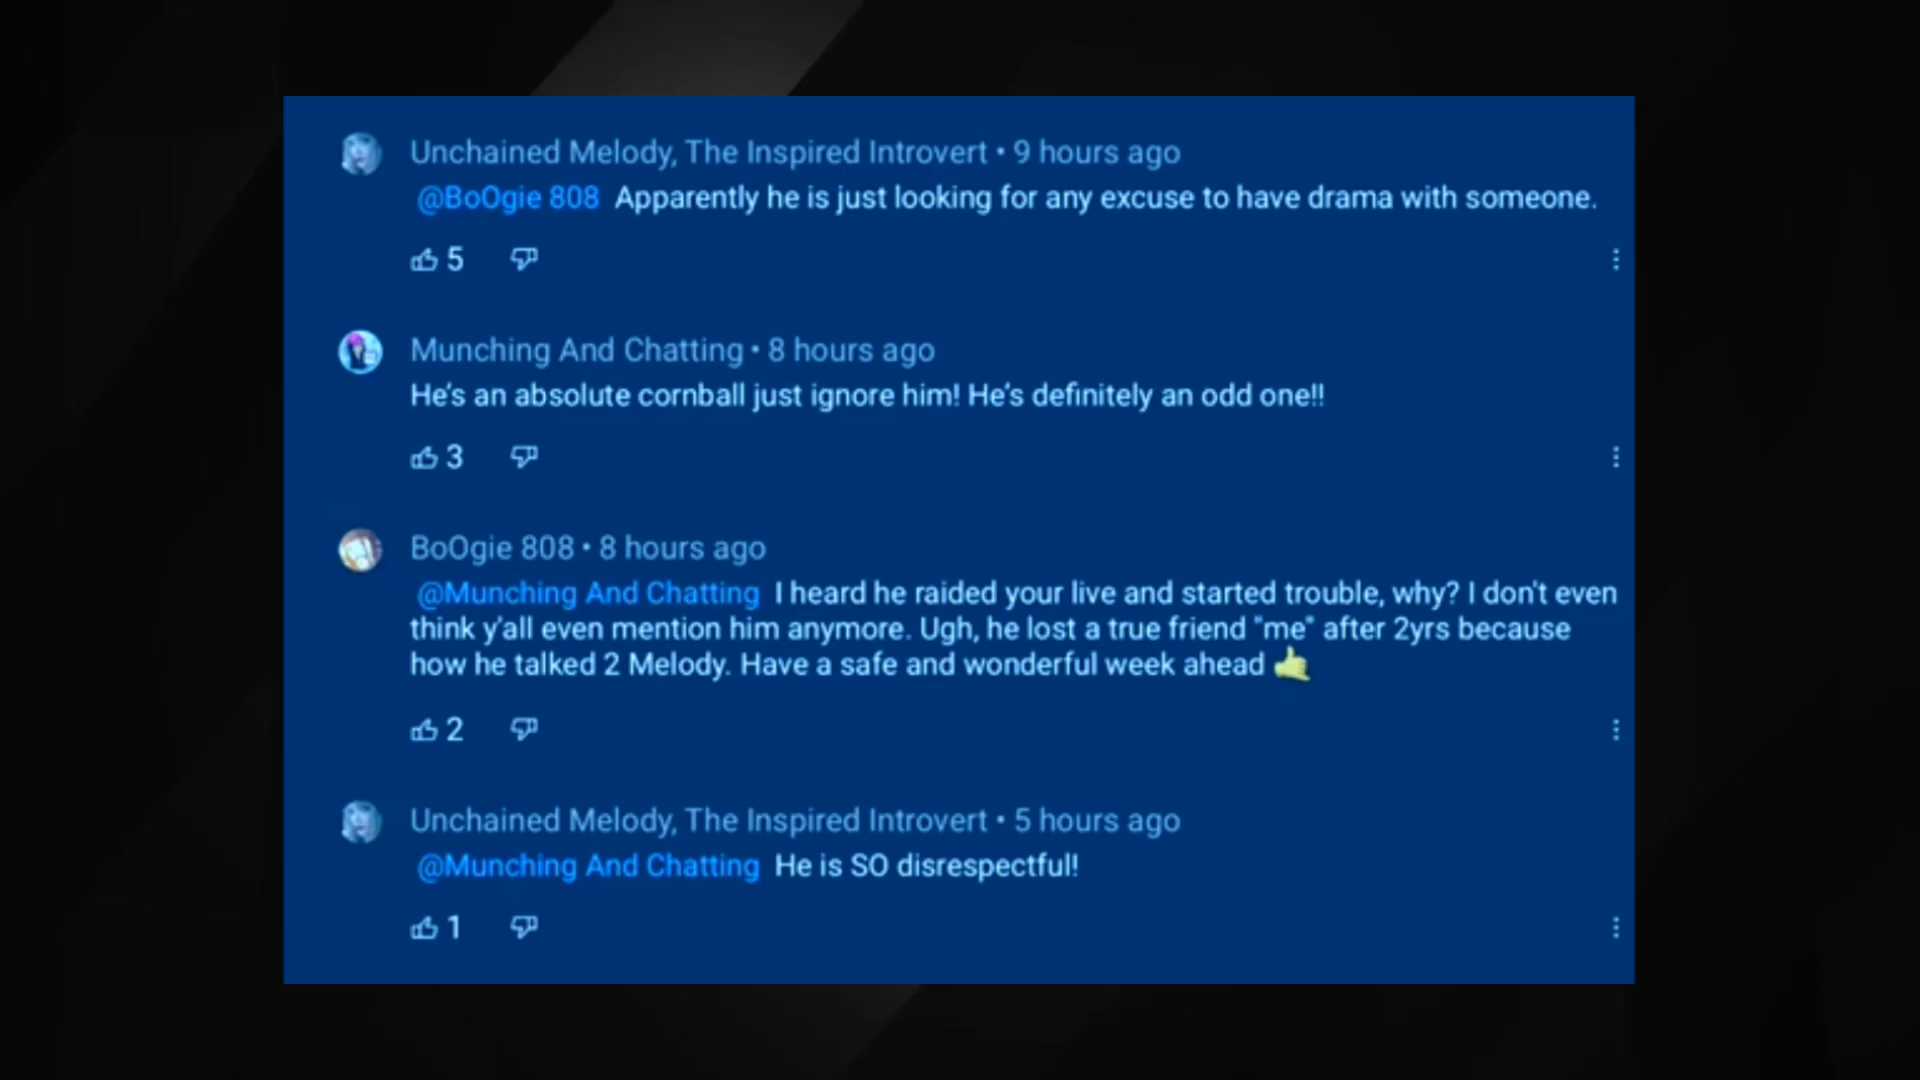 Unchained Melody, The Inspired Introvert • 9 hours ago
@BoOgie 808 Apparently he is just looking for any excuse to have drama with someone.
5
Munching And Chatting • 8 hours ago
He's an absolute cornball just ignore him! He's definitely an odd one!!
3
BoOgie 808 • 8 hours ago
@Munching And Chatting I heard he raided your live and started trouble, why? I don't even
think y'all even mention him anymore. Ugh, he lost a true friend "me" after 2yrs because
how he talked 2 Melody. Have a safe and wonderful week ahead 🤙
2
Unchained Melody, The Inspired Introvert • 5 hours ago
@Munching And Chatting He is SO disrespectful!
1